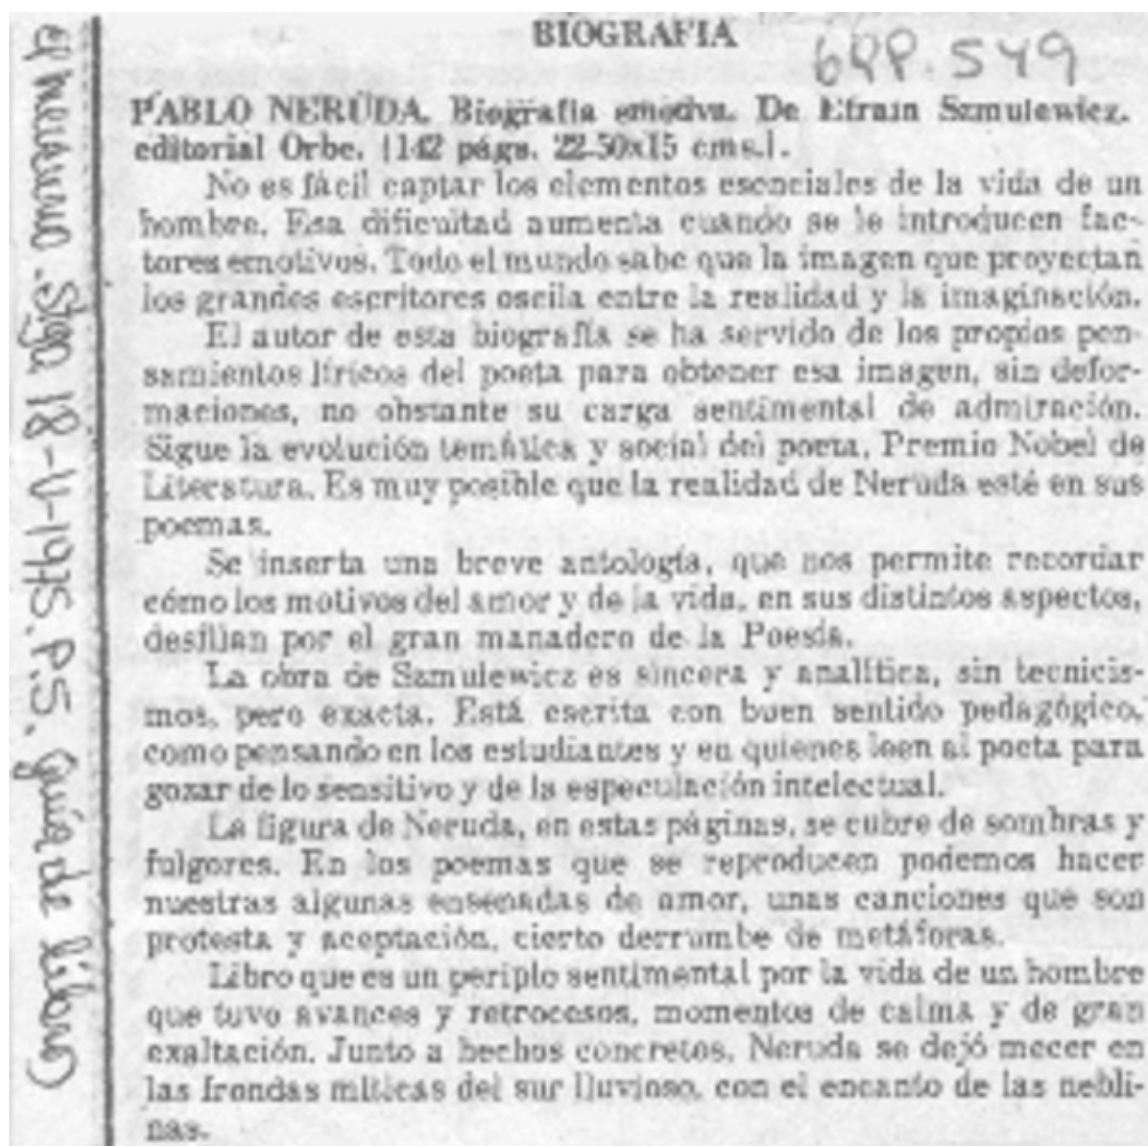 BIOGRAFIA
549
PABLO NERUDA. Biografía emotiva. De Efraín Szmulewicz.
editorial Orbe. (142 págs. 22.50x15 cms.).
No es fácil captar los elementos esenciales de la vida de un
hombre. Esa dificultad aumenta cuando se le introducen fac-
tores emotivos. Todo el mundo sabe que la imagen que proyectan
los grandes escritores oscila entre la realidad y la imaginación.
El autor de esta biografía se ha servido de los propios pen-
samientos líricos del poeta para obtener esa imagen, sin defor-
maciones, no obstante su carga sentimental de admiración.
Sigue la evolución temática y social del poeta, Premio Nobel de
Literatura. Es muy posible que la realidad de Neruda esté en sus
poemas.
Se inserta una breve antología, que nos permite recordar
cómo los motivos del amor y de la vida, en sus distintos aspectos,
desfilan por el gran manadero de la Poesía.
La obra de Szmulewicz es sincera y analítica, sin tecnicis-
mos, pero exacta. Está escrita con buen sentido pedagógico,
como pensando en los estudiantes y en quienes leen al poeta para
gozar de lo sensitivo y de la especulación intelectual.
La figura de Neruda, en estas páginas, se cubre de sombras y
fulgores. En los poemas que se reproducen podemos hacer
nuestras algunas ensenadas de amor, unas canciones que son
protesta y aceptación, cierto derrumbe de metáforas.
Libro que es un periplo sentimental por la vida de un hombre
que tuvo avances y retrocesos, momentos de calma y de gran
exaltación. Junto a hechos concretos, Neruda se dejó mecer en
las frondas míticas del sur lluvioso, con el encanto de las nebli-
nas.
el mercurio. Stgo 18-V-1975. P.5. Guía de libro